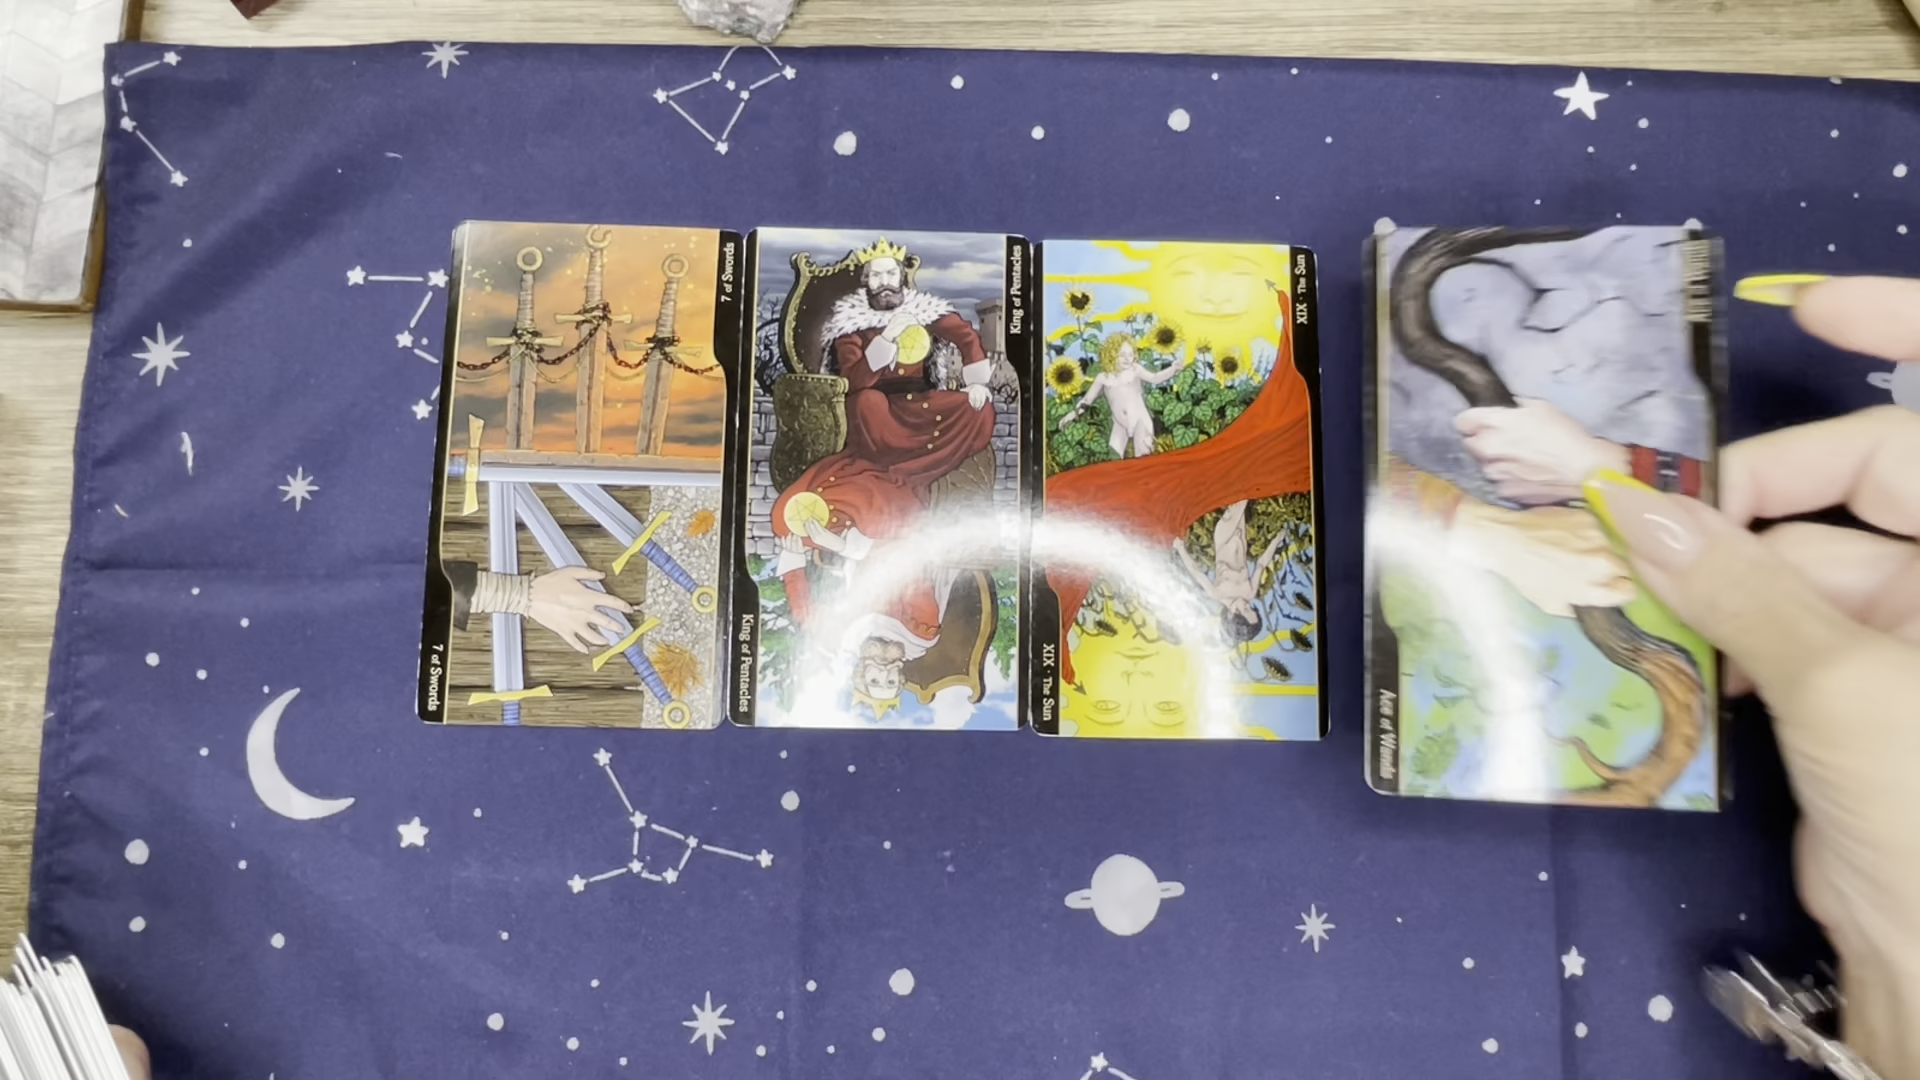 7 of Swords
7 of Swords
King of Pentacles
King of Pentacles
XIX · The Sun
XIX · The Sun
Ace of Wands